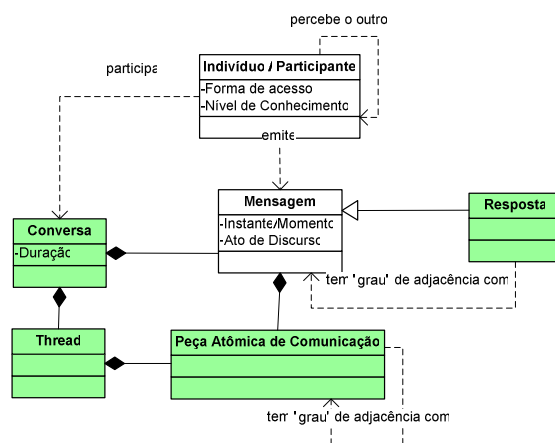 percebe o outro
participa
Indivíduo / Participante
-Forma de acesso
-Nível de Conhecimento
emite
Mensagem
-Instante/Momento
-Ato de Discurso
Resposta
Conversa
-Duração
tem "grau" de adjacência com
Thread
Peça Atômica de Comunicação
tem "grau" de adjacência com